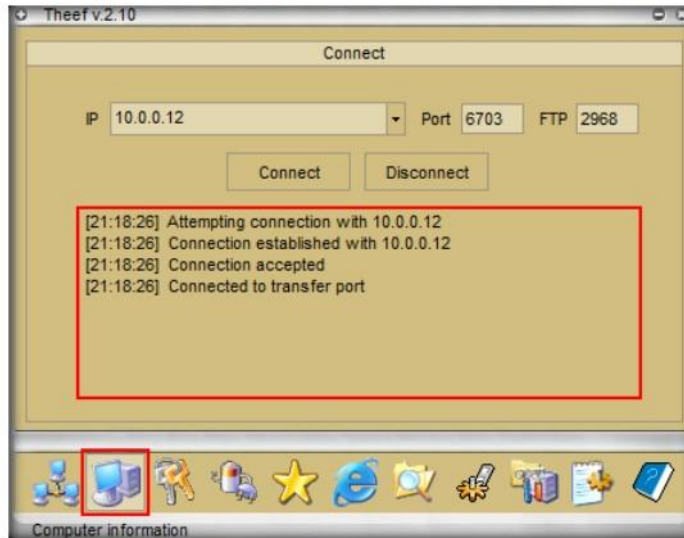 Theef v.2.10
Connect
IP 10.0.0.12 Port 6703 FTP 2968
Connect Disconnect
[21:18:26] Attempting connection with 10.0.0.12
[21:18:26] Connection established with 10.0.0.12
[21:18:26] Connection accepted
[21:18:26] Connected to transfer port
Computer information